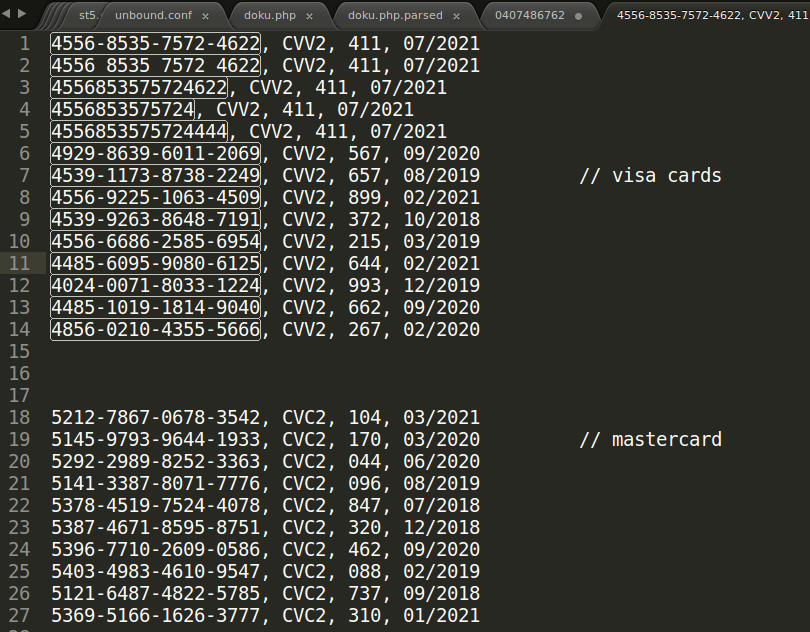 st5.
unbound.conf ×
doku.php ×
doku.php.parsed ×
0407486762
4556-8535-7572-4622, CVV2, 411
1 4556-8535-7572-4622, CVV2, 411, 07/2021
2 4556 8535 7572 4622, CVV2, 411, 07/2021
3 4556853575724622, CVV2, 411, 07/2021
4 4556853575724, CVV2, 411, 07/2021
5 4556853575724444, CVV2, 411, 07/2021
6 4929-8639-6011-2069, CVV2, 567, 09/2020
7 4539-1173-8738-2249, CVV2, 657, 08/2019 // visa cards
8 4556-9225-1063-4509, CVV2, 899, 02/2021
9 4539-9263-8648-7191, CVV2, 372, 10/2018
10 4556-6686-2585-6954, CVV2, 215, 03/2019
11 4485-6095-9080-6125, CVV2, 644, 02/2021
12 4024-0071-8033-1224, CVV2, 993, 12/2019
13 4485-1019-1814-9040, CVV2, 662, 09/2020
14 4856-0210-4355-5666, CVV2, 267, 02/2020
15
16
17
18 5212-7867-0678-3542, CVC2, 104, 03/2021
19 5145-9793-9644-1933, CVC2, 170, 03/2020 // mastercard
20 5292-2989-8252-3363, CVC2, 044, 06/2020
21 5141-3387-8071-7776, CVC2, 096, 08/2019
22 5378-4519-7524-4078, CVC2, 847, 07/2018
23 5387-4671-8595-8751, CVC2, 320, 12/2018
24 5396-7710-2609-0586, CVC2, 462, 09/2020
25 5403-4983-4610-9547, CVC2, 088, 02/2019
26 5121-6487-4822-5785, CVC2, 737, 09/2018
27 5369-5166-1626-3777, CVC2, 310, 01/2021